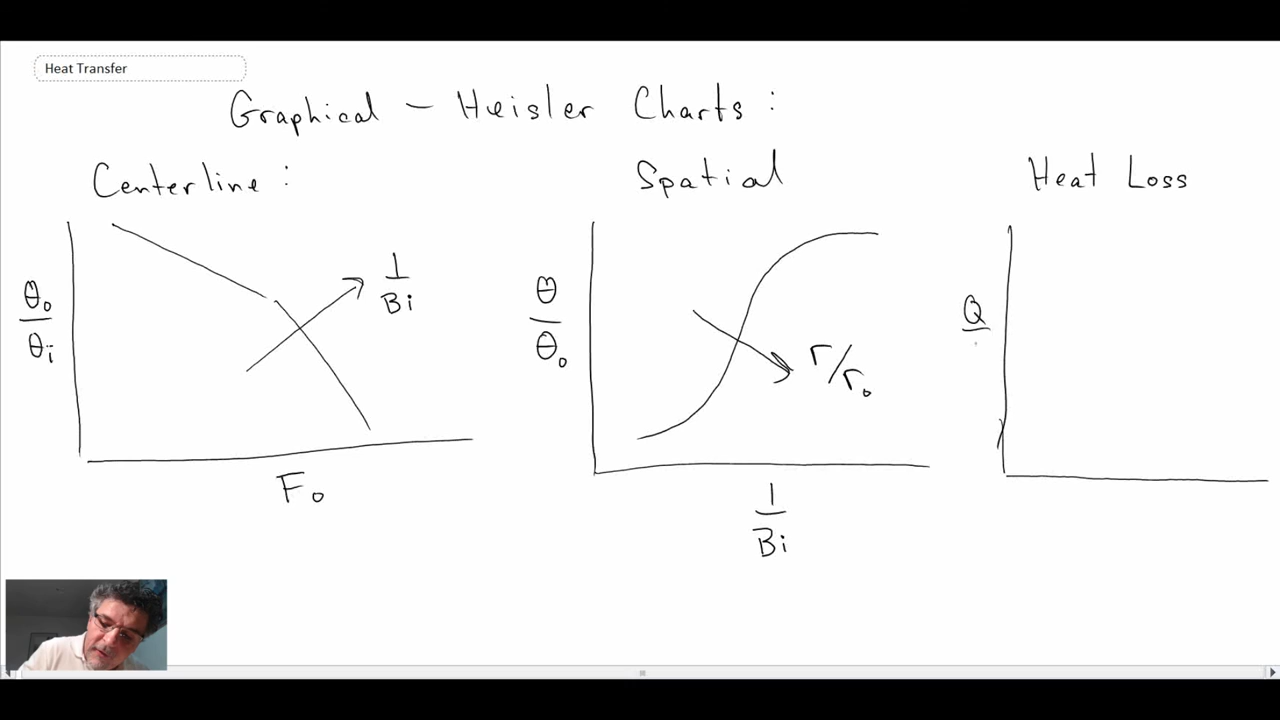 Heat Transfer
Graphical – Heisler Charts :
Centerline :
θo
θi
1
Bi
Fo
Spatial
θ
θo
r/ro
1
Bi
Heat Loss
Q